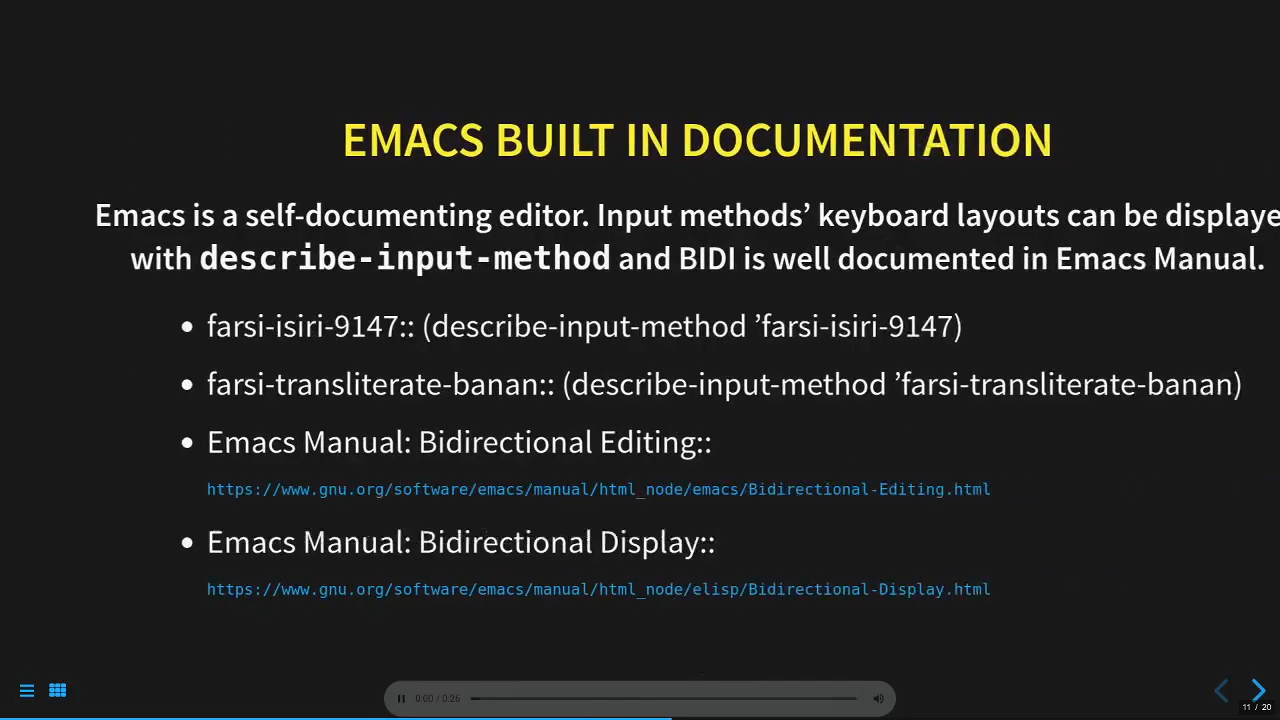 EMACS BUILT IN DOCUMENTATION
Emacs is a self-documenting editor. Input methods’ keyboard layouts can be displaye
with describe-input-method and BIDI is well documented in Emacs Manual.
• farsi-isiri-9147:: (describe-input-method ’farsi-isiri-9147)
• farsi-transliterate-banan:: (describe-input-method ’farsi-transliterate-banan)
• Emacs Manual: Bidirectional Editing::
https://www.gnu.org/software/emacs/manual/html_node/emacs/Bidirectional-Editing.html
• Emacs Manual: Bidirectional Display::
https://www.gnu.org/software/emacs/manual/html_node/elisp/Bidirectional-Display.html
0:00 / 0:26
11 / 20